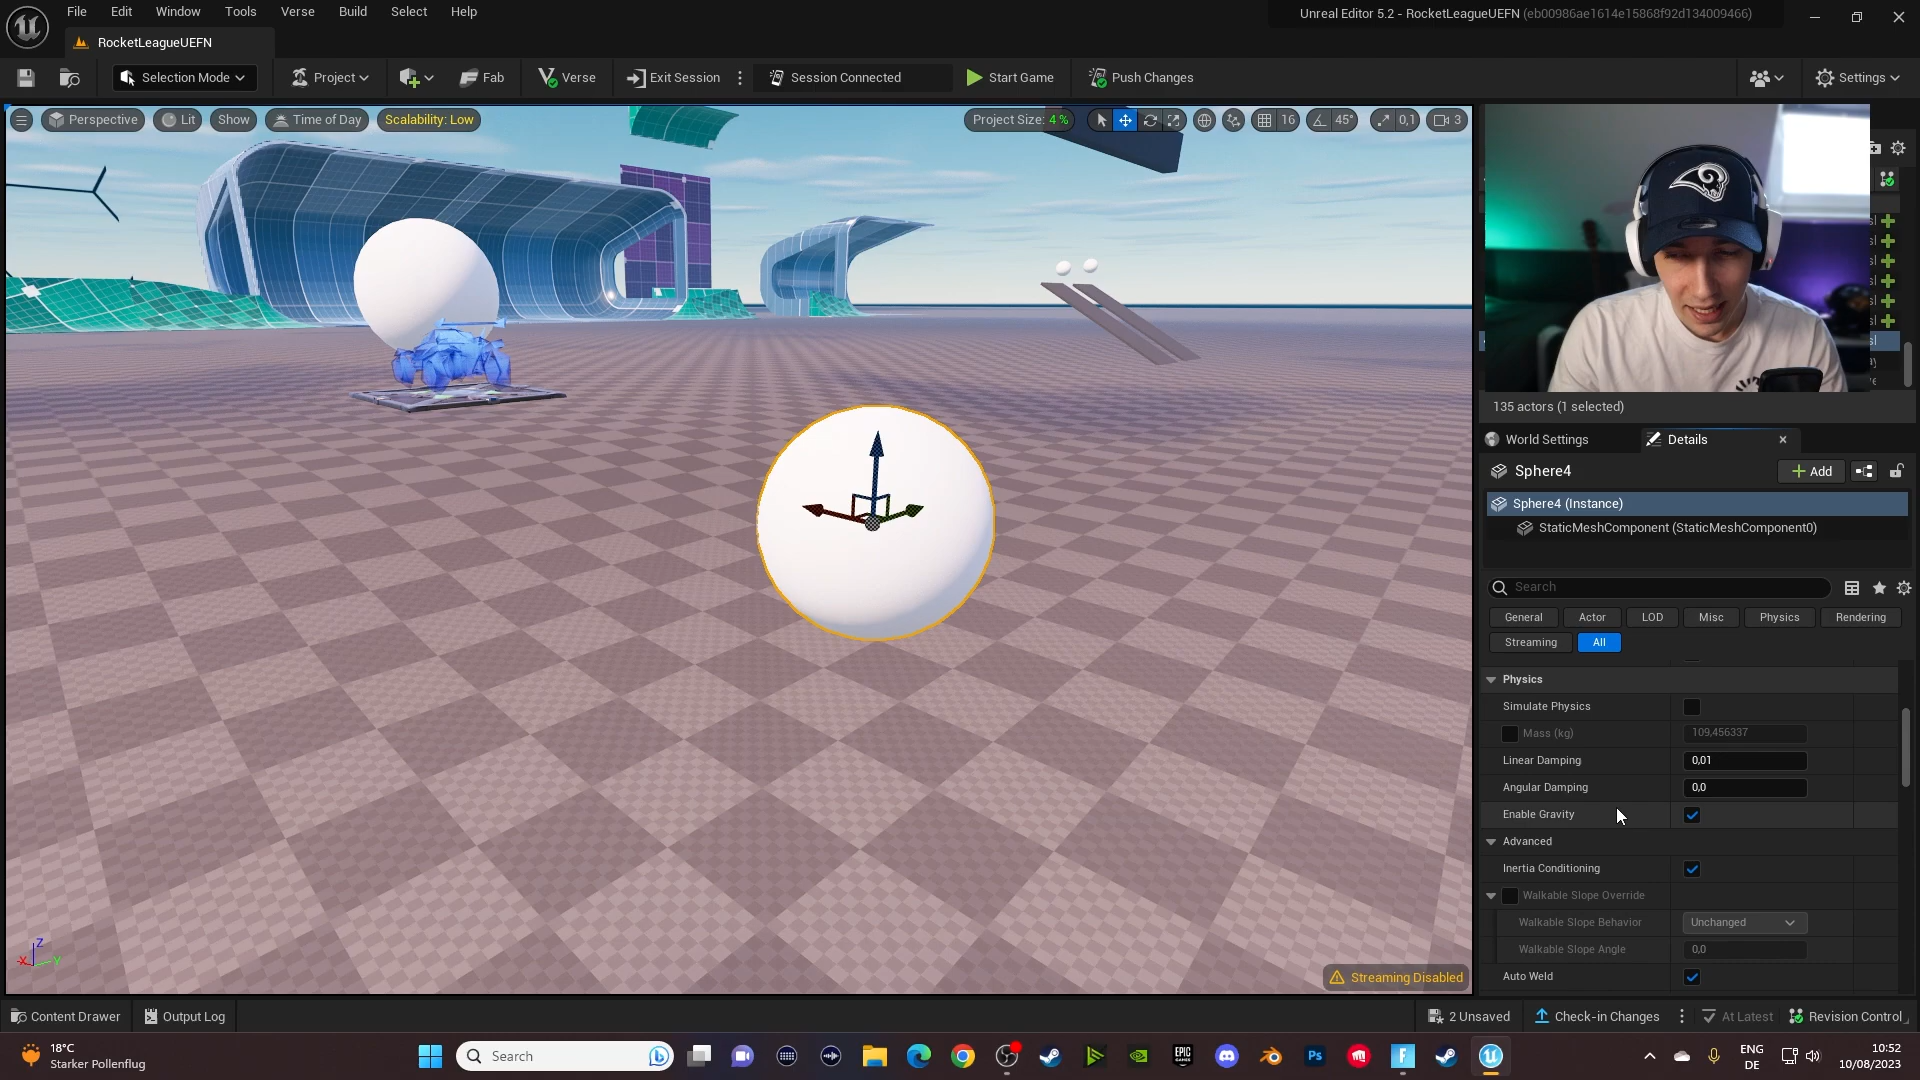 File Edit Window Tools Verse Build Select Help
Unreal Editor 5.2 - RocketLeagueUEFN (eb00986ae1614e15868f92d134009466)
RocketLeagueUEFN
Selection Mode Project Fab Verse Exit Session Session Connected Start Game Push Changes Settings
Perspective Lit Show Time of Day Scalability: Low Project Size: 4 % 16 45° 0,1 3
135 actors (1 selected)
World Settings Details
Sphere4 Add
Sphere4 (Instance)
StaticMeshComponent (StaticMeshComponent0)
Search
General Actor LOD Misc Physics Rendering
Streaming All
Physics
Simulate Physics
Mass (kg) 109,456337
Linear Damping 0,01
Angular Damping 0,0
Enable Gravity
Advanced
Inertia Conditioning
Walkable Slope Override
Walkable Slope Behavior Unchanged
Walkable Slope Angle 0,0
Auto Weld
Z
X Y
Streaming Disabled
Content Drawer Output Log 2 Unsaved Check-in Changes At Latest Revision Control
18°C
Starker Pollenflug
Search
EPIC
Ps
ENG
DE
10:52
10/08/2023